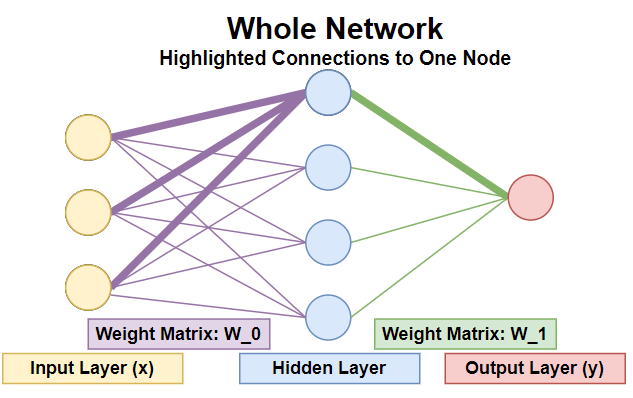 Whole Network
Highlighted Connections to One Node
Weight Matrix: W_0
Weight Matrix: W_1
Input Layer (x)
Hidden Layer
Output Layer (y)